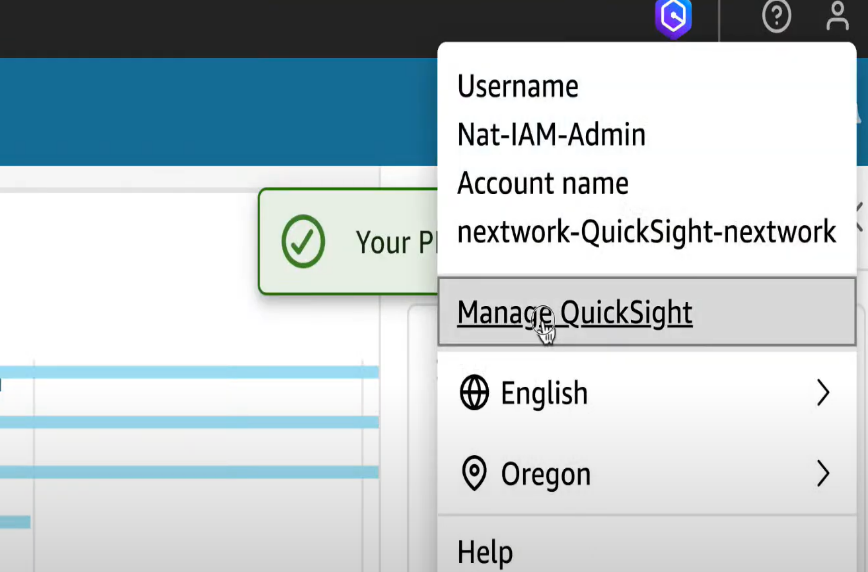 Username
Nat-IAM-Admin
Account name
nextwork-QuickSight-nextwork
Your
Manage QuickSight
English
Oregon
Help